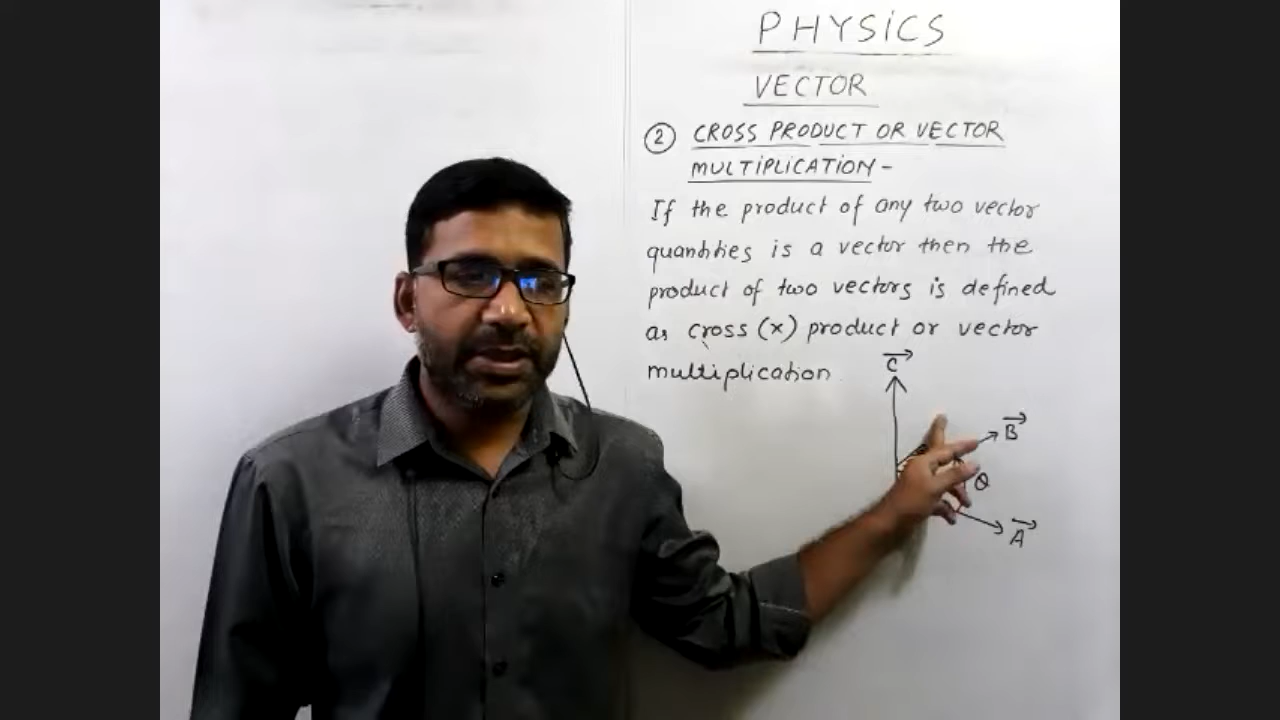 PHYSICS
VECTOR
2 CROSS PRODUCT OR VECTOR
MULTIPLICATION -
If the product of any two vector
quantities is a vector then the
product of two vectors is defined
as cross (x) product or vector
multiplication
C
B
θ
A